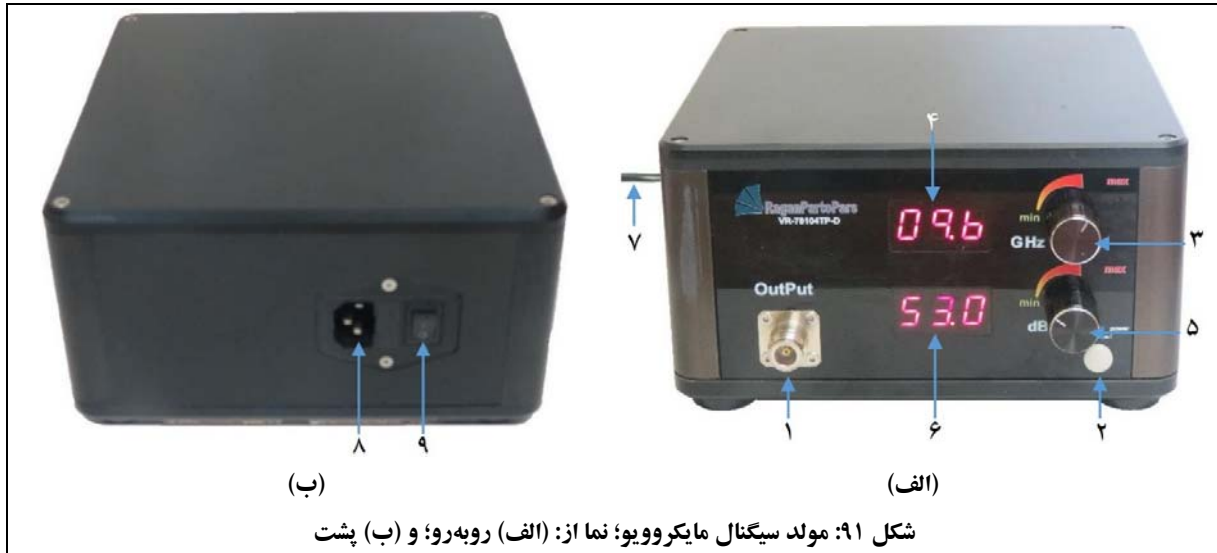 ۴
۷
RaganPartoPars
VR-78104TP-D
09.6
max
min
GHz
۳
OutPut
53.0
max
min
dB
power
۵
۸
۹
۱
۶
۲
(ب)
(الف)
شکل ۹۱: مولد سیگنال مایکروویو؛ نما از: (الف) روبه‌رو؛ و (ب) پشت